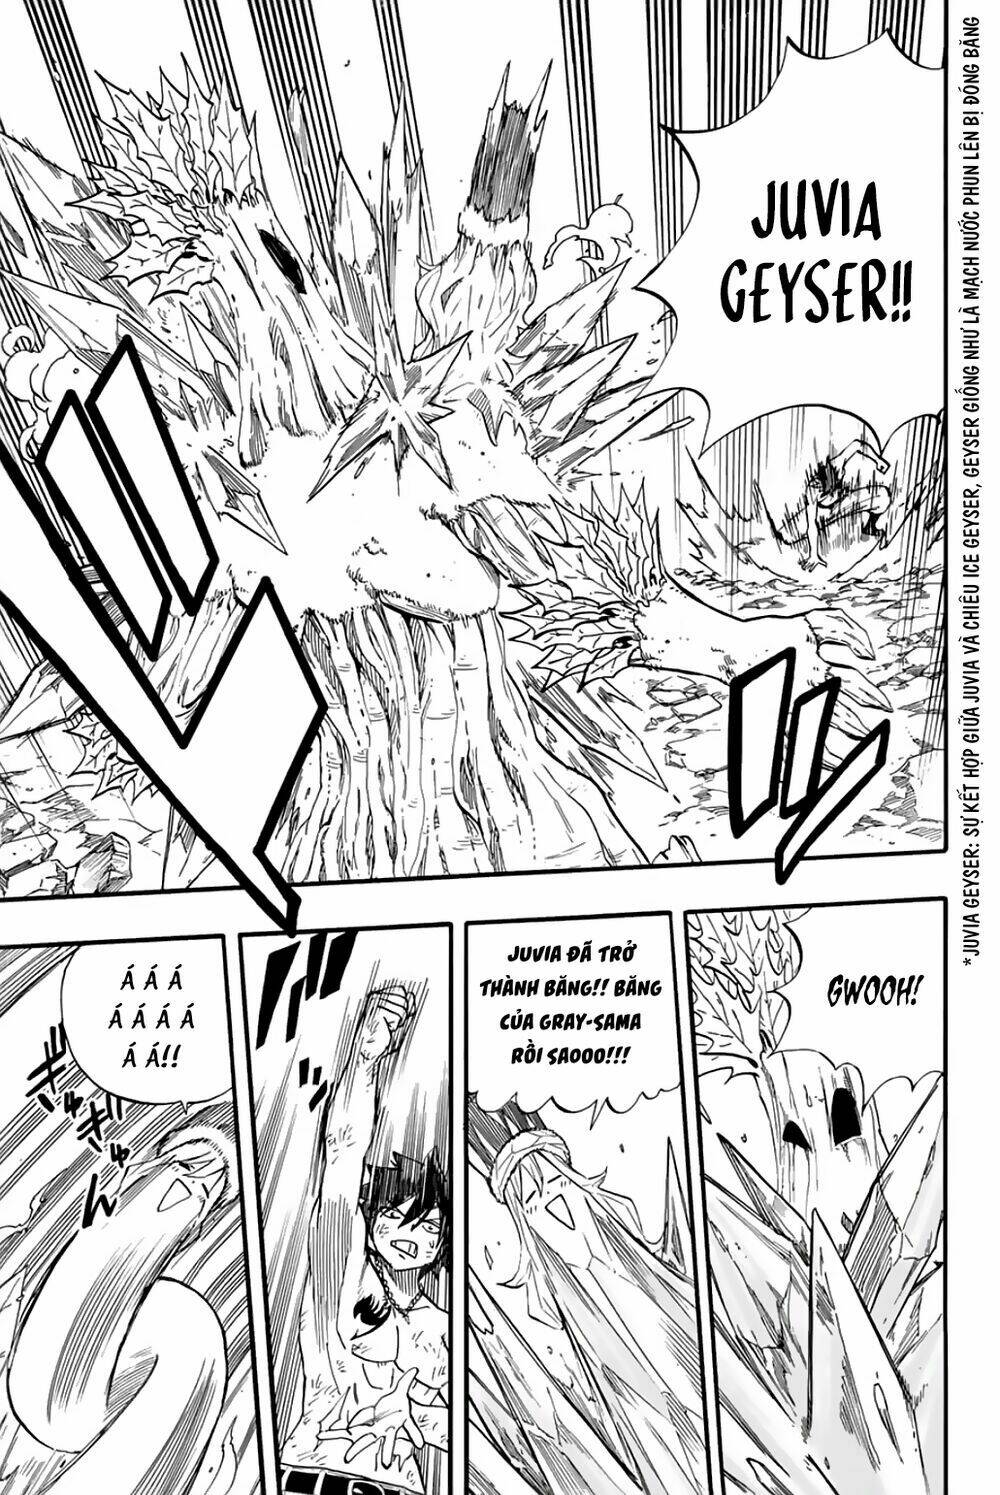 JUVIA
GEYSER!!
*JUVIA GEYSER: SỰ KẾT HỢP GIỮA JUVIA VÀ CHIÊU ICE GEYSER, GEYSER GIỐNG NHƯ LÀ MẠCH NƯỚC PHUN LÊN BỊ ĐÓNG BĂNG
GWOOH!
JUVIA ĐÃ TRỞ
THÀNH BĂNG!! BĂNG
CỦA GRAY-SAMA
RỒI SAOOO!!!
Á Á Á
Á Á Á Á
Á Á!!